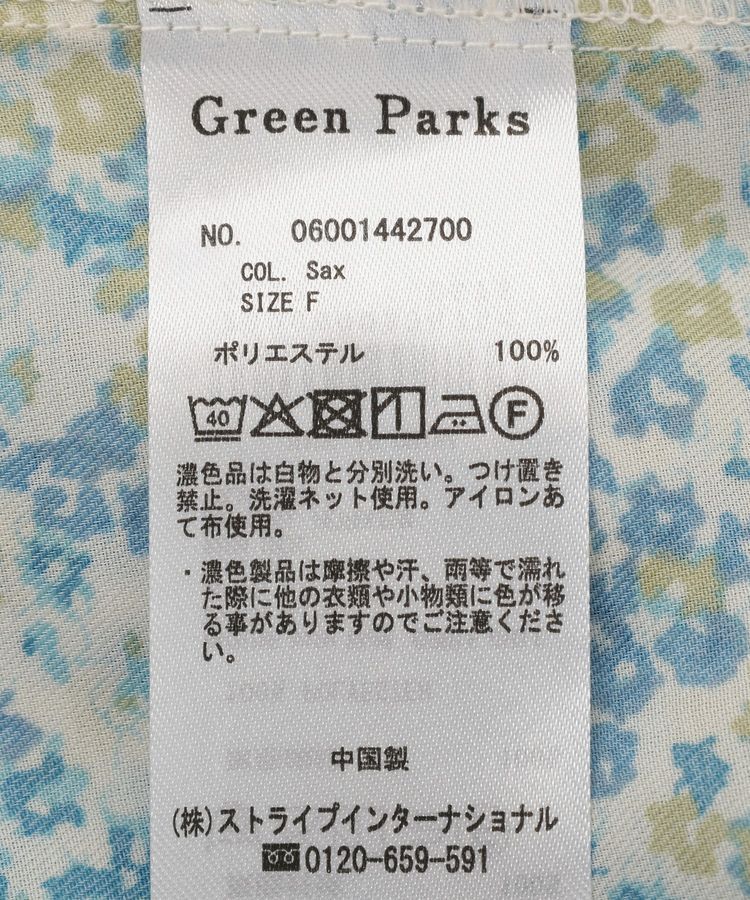 Green Parks
NO. 06001442700
COL. Sax
SIZE F
ポリエステル 100%
40
F
濃色品は白物と分別洗い。つけ置き
禁止。洗濯ネット使用。アイロンあ
て布使用。
・濃色製品は摩擦や汗、雨等で濡れ
た際に他の衣類や小物類に色が移
る事がありますのでご注意くださ
い。
中国製
(株)ストライプインターナショナル
0120-659-591